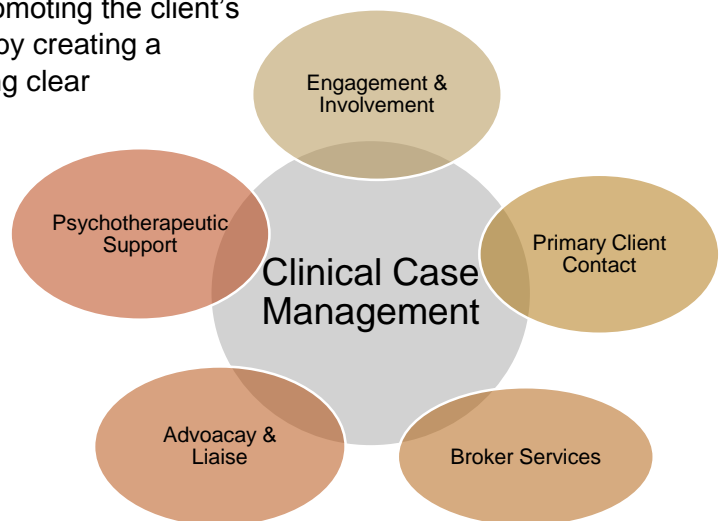 omoting the client's
by creating a
ng clear
Engagement &
Involvement
Psychotherapeutic
Support
Primary Client
Contact
Clinical Case
Management
Advoacay &
Liaise
Broker Services